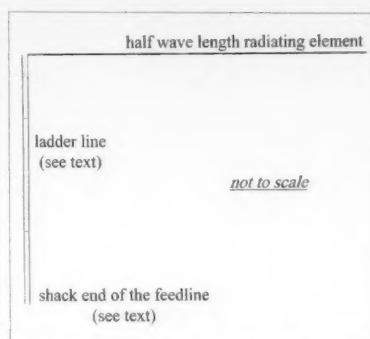 half wave length radiating element
ladder line
(see text)
not to scale
shack end of the feedline
(see text)